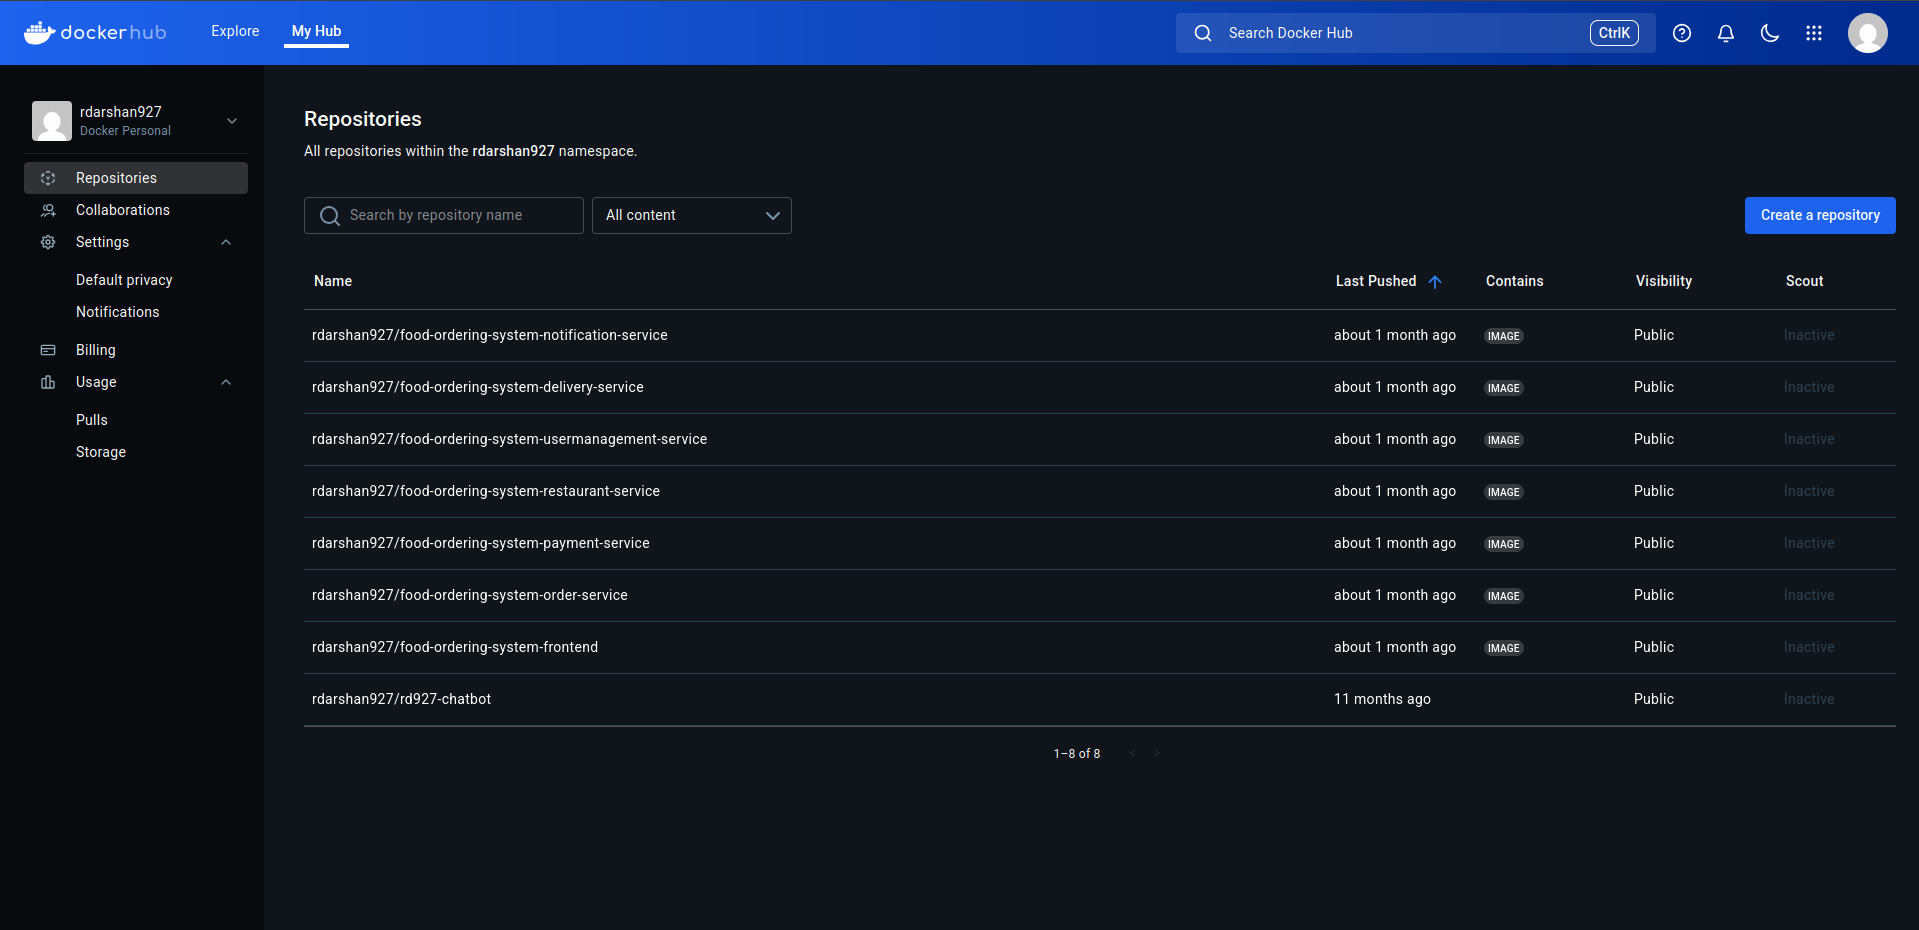 dockerhub
Explore
My Hub
Search Docker Hub
CtrlK
rdarshan927
Docker Personal
Repositories
Collaborations
Settings
Default privacy
Notifications
Billing
Usage
Pulls
Storage
Repositories
All repositories within the rdarshan927 namespace.
Search by repository name
All content
Create a repository
Name Last Pushed Contains Visibility Scout
rdarshan927/food-ordering-system-notification-service about 1 month ago IMAGE Public Inactive
rdarshan927/food-ordering-system-delivery-service about 1 month ago IMAGE Public Inactive
rdarshan927/food-ordering-system-usermanagement-service about 1 month ago IMAGE Public Inactive
rdarshan927/food-ordering-system-restaurant-service about 1 month ago IMAGE Public Inactive
rdarshan927/food-ordering-system-payment-service about 1 month ago IMAGE Public Inactive
rdarshan927/food-ordering-system-order-service about 1 month ago IMAGE Public Inactive
rdarshan927/food-ordering-system-frontend about 1 month ago IMAGE Public Inactive
rdarshan927/rd927-chatbot 11 months ago Public Inactive
1–8 of 8